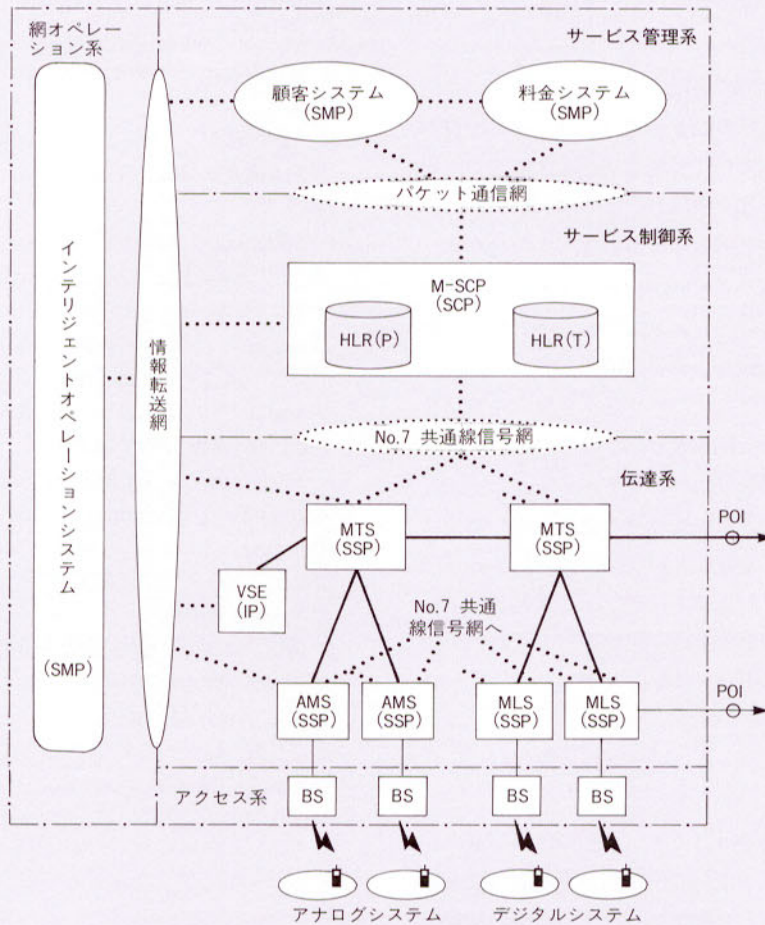 網オペレー
ション系
サービス管理系
顧客システム
(SMP)
料金システム
(SMP)
パケット通信網
サービス制御系
M-SCP
(SCP)
HLR(P)
HLR(T)
インテリジェントオペレーションシステム
(SMP)
情報転送網
No.7 共通線信号網
伝達系
MTS
(SSP)
MTS
(SSP)
POI
VSE
(IP)
No.7 共通
線信号網へ
AMS
(SSP)
AMS
(SSP)
MLS
(SSP)
MLS
(SSP)
POI
アクセス系
BS
BS
BS
BS
アナログシステム
デジタルシステム